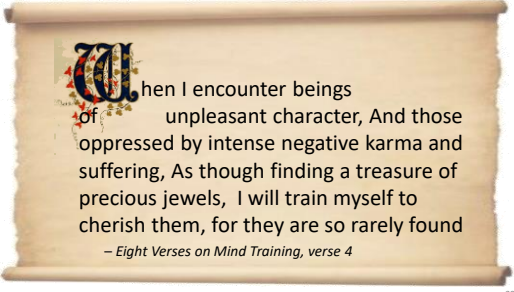 When I encounter beings
of unpleasant character, And those
oppressed by intense negative karma and
suffering, As though finding a treasure of
precious jewels, I will train myself to
cherish them, for they are so rarely found
– Eight Verses on Mind Training, verse 4